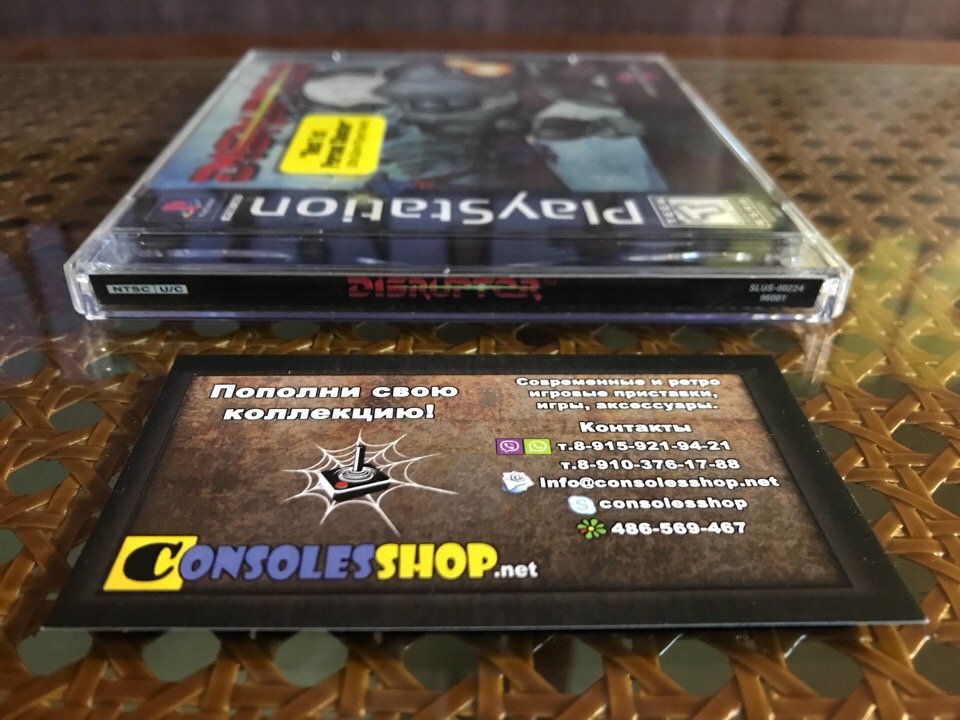 PlayStation
NTSC U/C
DISRUPTOR
SLUS-00224
96001
Пополни свою
коллекцию!
CONSOLESSHOP.net
Современные и ретро
игровые приставки,
игры, аксессуары.
Контакты
т.8-915-921-94-21
т.8-910-376-17-88
info@consolesshop.net
consolesshop
486-569-467